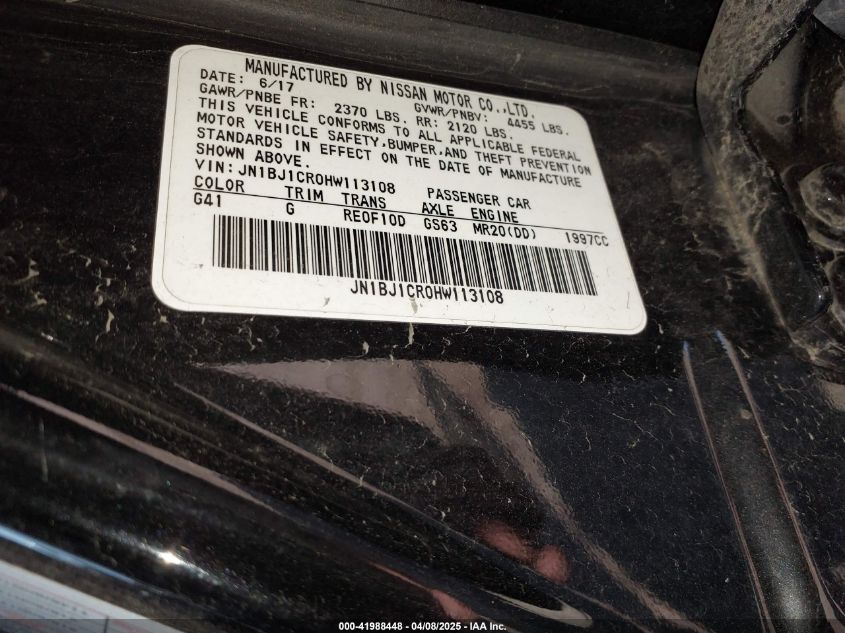 MANUFACTURED BY NISSAN MOTOR CO.,LTD.
DATE: 6/17 GVWR/PNBV: 4455 LBS.
GAWR/PNBE FR: 2370 LBS. RR: 2120 LBS.
THIS VEHICLE CONFORMS TO ALL APPLICABLE FEDERAL
MOTOR VEHICLE SAFETY,BUMPER,AND THEFT PREVENTION
STANDARDS IN EFFECT ON THE DATE OF MANUFACTURE
SHOWN ABOVE.
VIN: JN1BJ1CR0HW113108 PASSENGER CAR
COLOR TRIM TRANS AXLE ENGINE
G41 G RE0F10D GS63 MR20(DD) 1997CC
JN1BJ1CR0HW113108
000-41988448 - 04/08/2025 - IAA Inc.